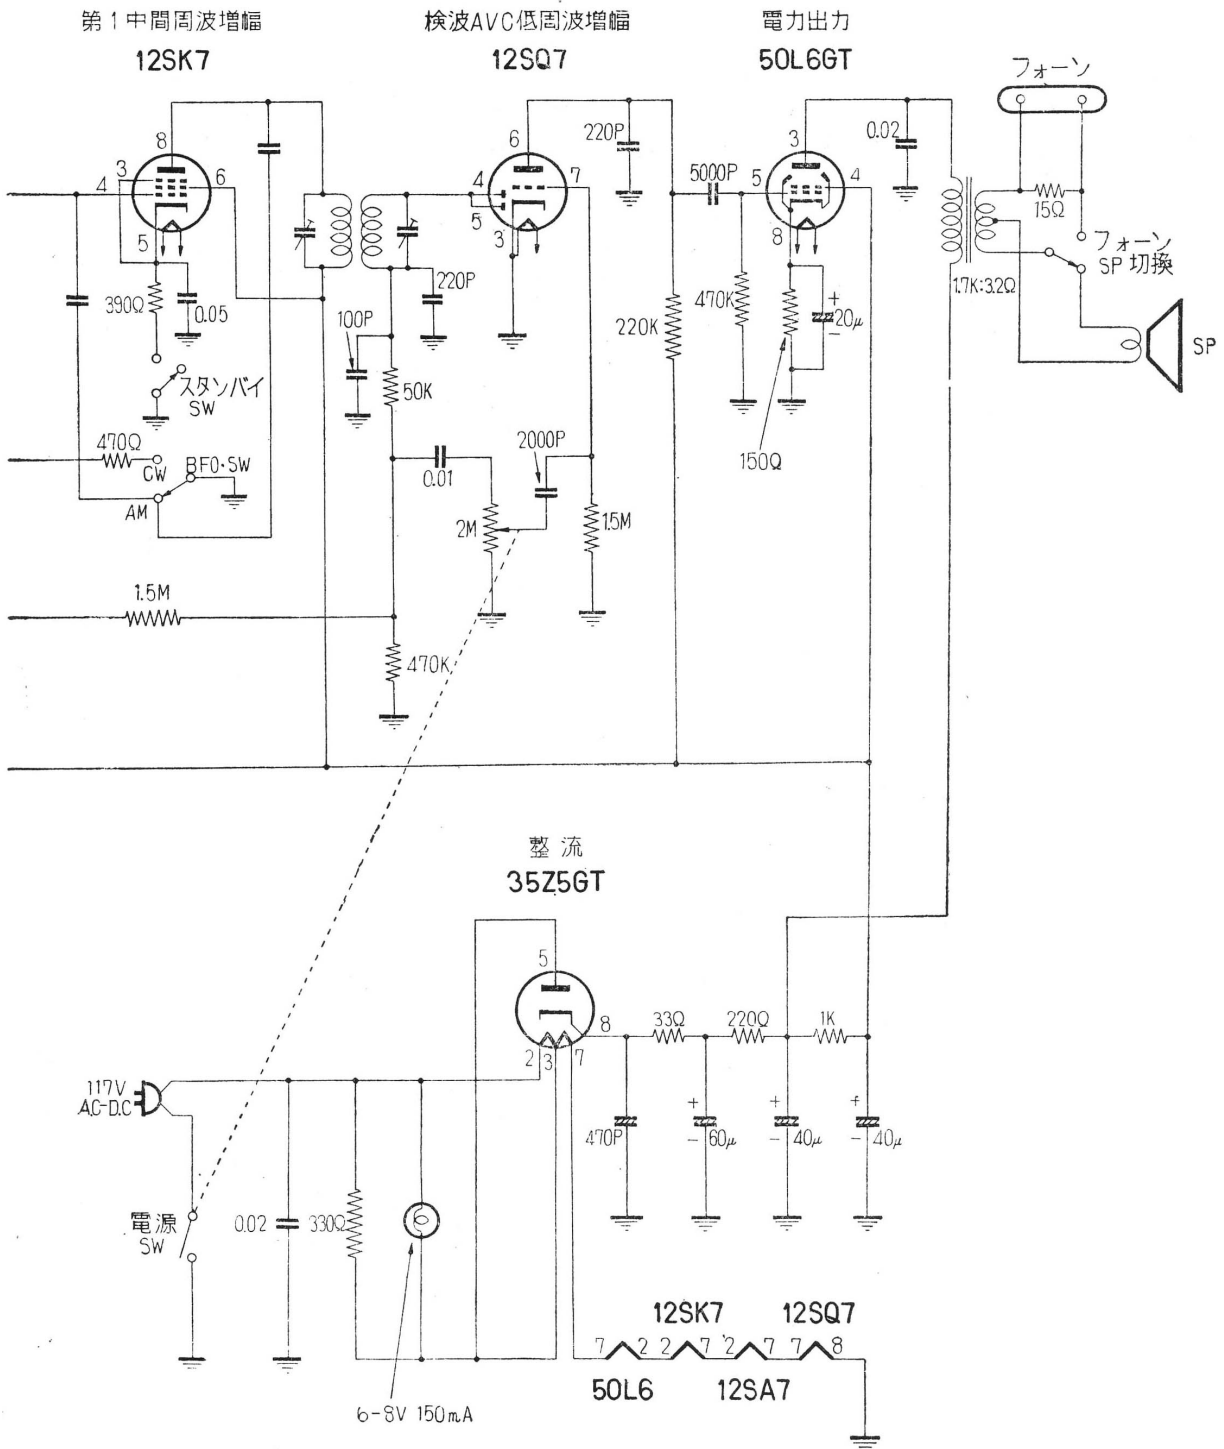 第1中間周波増幅
12SK7
検波AVC低周波増幅
12SQ7
電力出力
50L6GT
フォーン
8
3
4
6
5
390Ω
0.05
スタンバイ
SW
470Ω
CW
BFO・SW
AM
1.5M
100P
220P
50K
0.01
2M
2000P
1.5M
470K
6
4
5
3
7
220P
5000P
220K
470K
3
5
4
8
20μ
+
-
150Ω
0.02
1.7K:3.2Ω
15Ω
フォーン
SP 切換
SP
整流
35Z5GT
5
8
2
3
7
33Ω
220Ω
1K
470P
+
-
60μ
+
-
40μ
+
-
40μ
117V
A.C-D.C
電源
SW
0.02
330Ω
6-8V 150mA
12SK7
12SQ7
7
2
2
7
2
7
7
8
50L6
12SA7